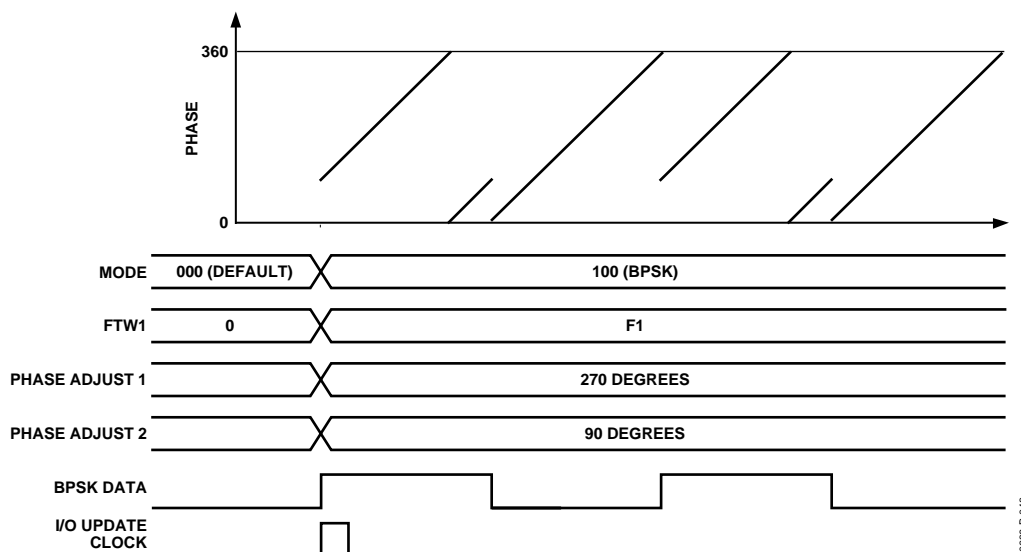 360
PHASE
0
MODE 000 (DEFAULT) 100 (BPSK)
FTW1 0 F1
PHASE ADJUST 1 270 DEGREES
PHASE ADJUST 2 90 DEGREES
BPSK DATA
I/O UPDATE
CLOCK